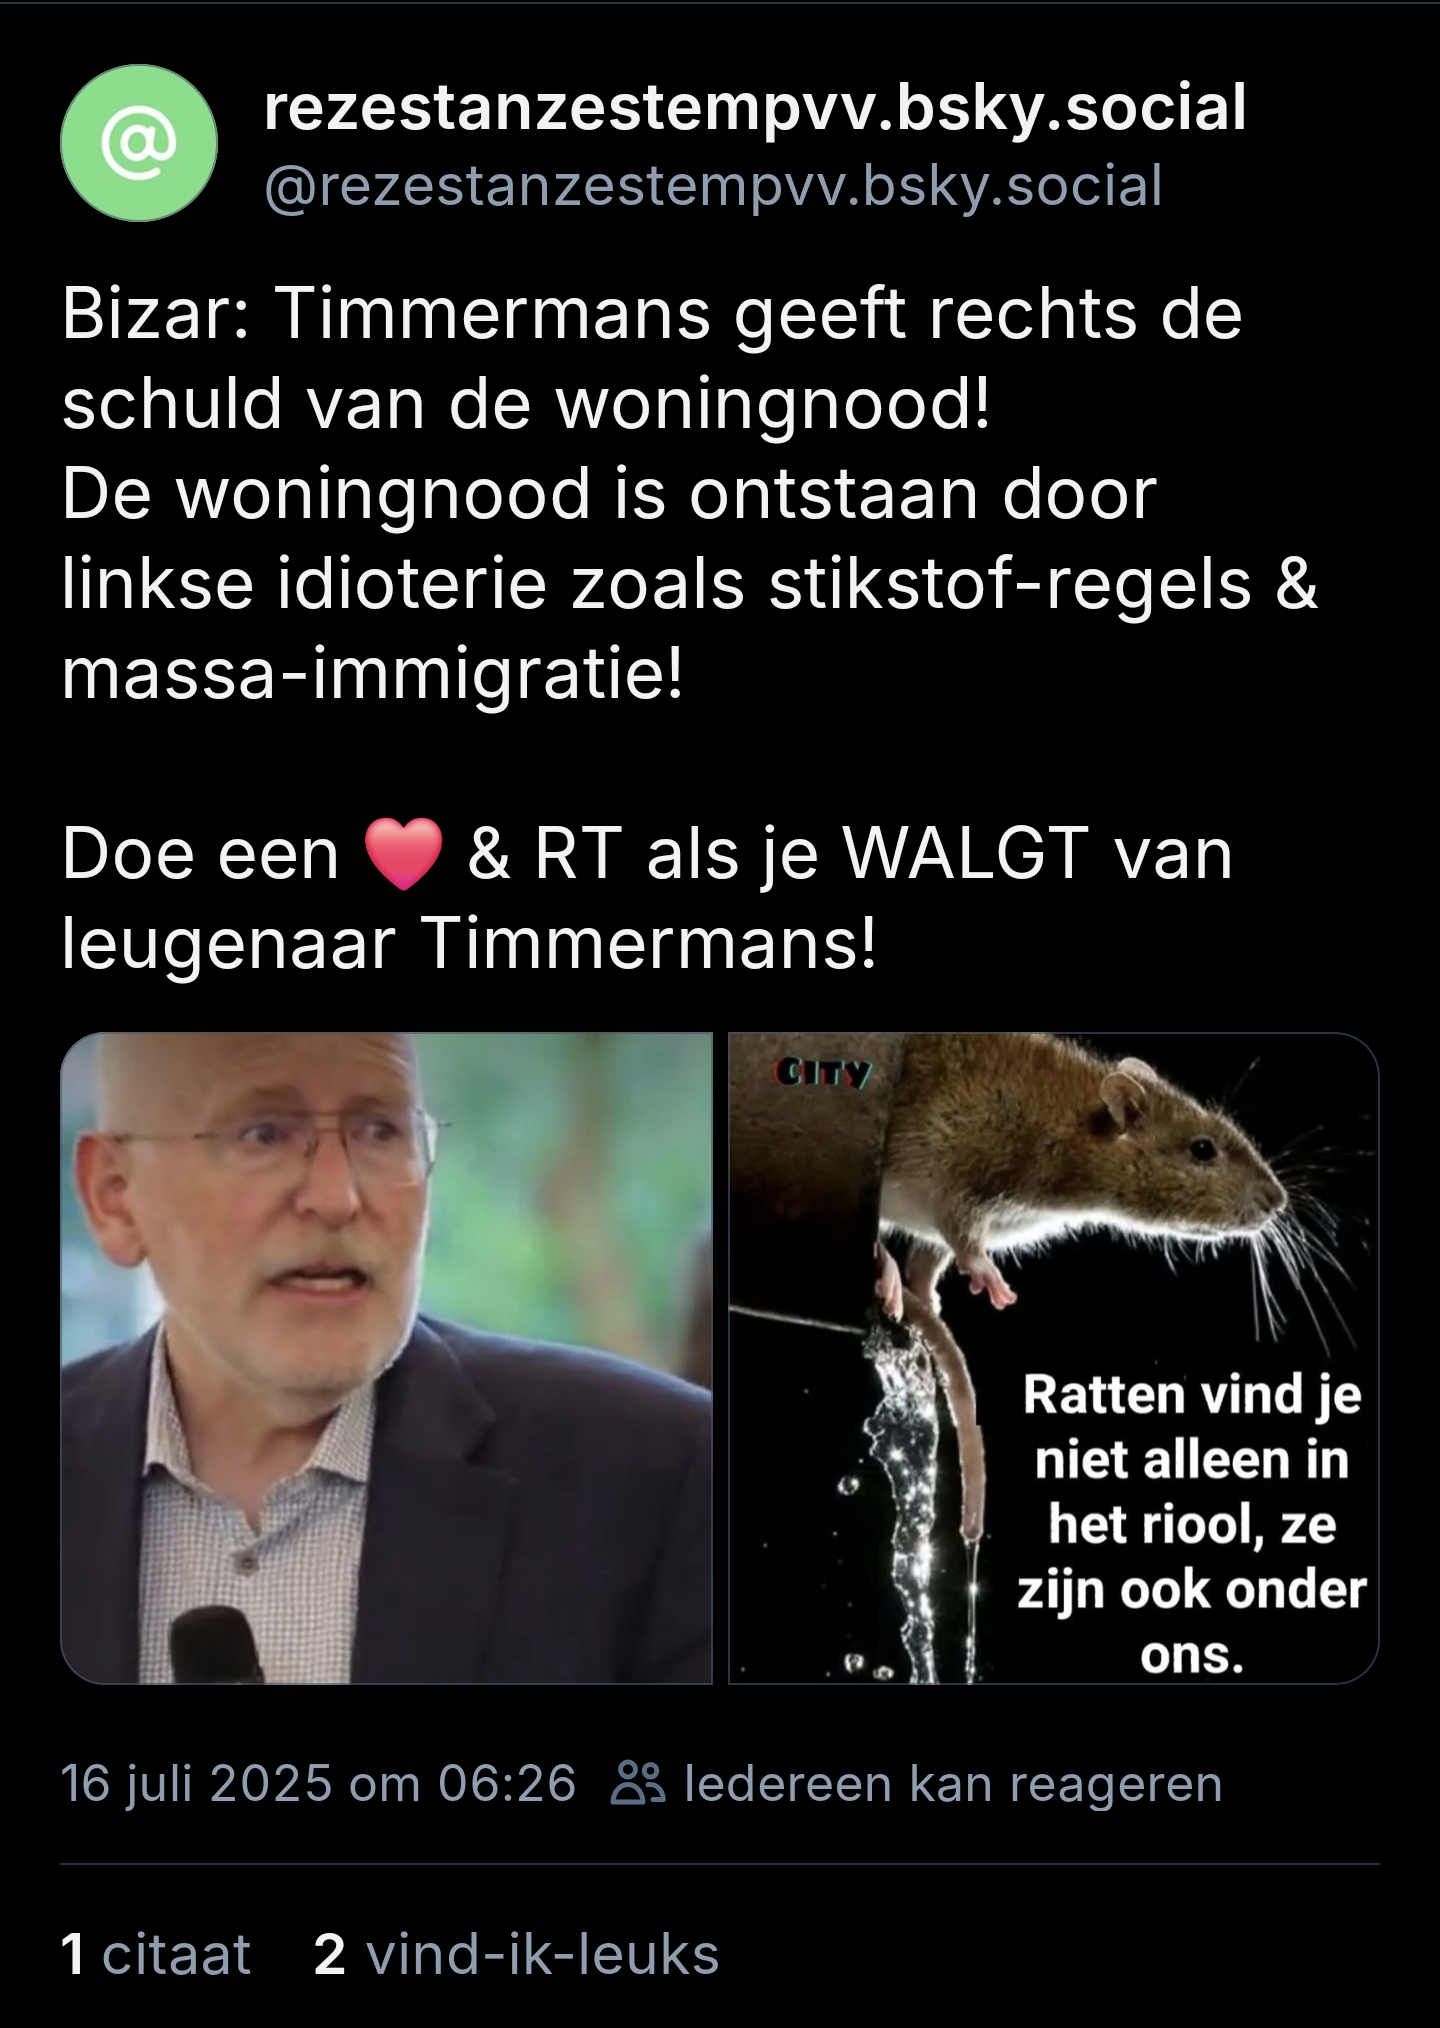 @
rezestanzestempvv.bsky.social
@rezestanzestempvv.bsky.social
Bizar: Timmermans geeft rechts de
schuld van de woningnood!
De woningnood is ontstaan door
linkse idioterie zoals stikstof-regels &
massa-immigratie!
Doe een ❤️ & RT als je WALGT van
leugenaar Timmermans!
CITY
Ratten vind je
niet alleen in
het riool, ze
zijn ook onder
ons.
16 juli 2025 om 06:26 Iedereen kan reageren
1 citaat 2 vind-ik-leuks